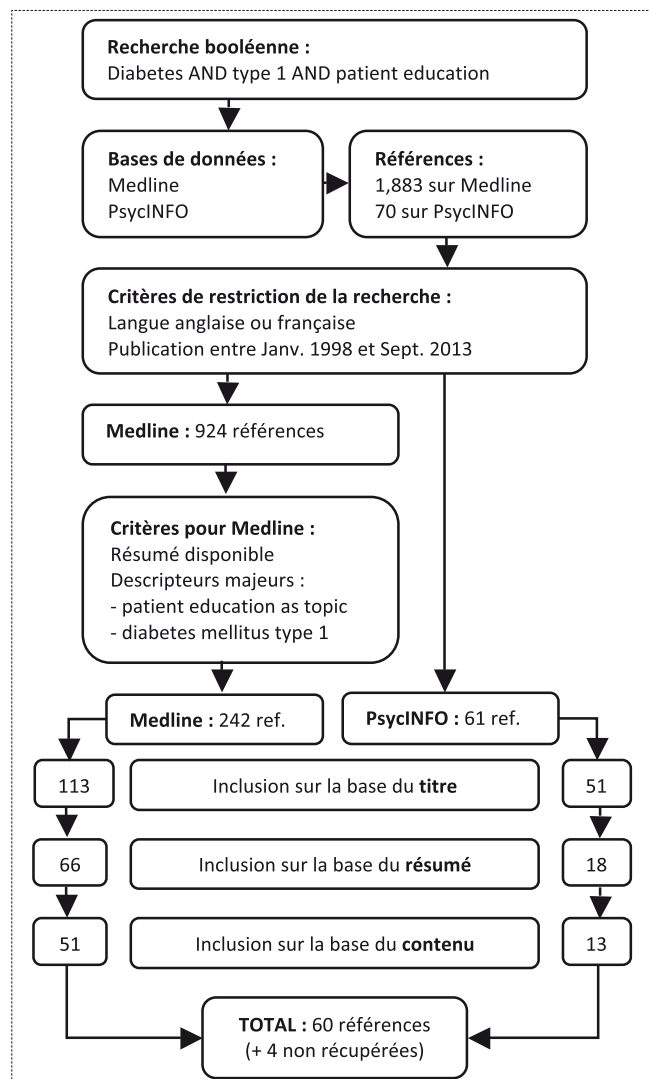 Recherche booléenne :
Diabetes AND type 1 AND patient education
Bases de données :
Medline
PsycINFO
Références :
1,883 sur Medline
70 sur PsycINFO
Critères de restriction de la recherche :
Langue anglaise ou française
Publication entre Janv. 1998 et Sept. 2013
Medline : 924 références
Critères pour Medline :
Résumé disponible
Descripteurs majeurs :
- patient education as topic
- diabetes mellitus type 1
Medline : 242 ref.
PsycINFO : 61 ref.
113
Inclusion sur la base du titre
51
66
Inclusion sur la base du résumé
18
51
Inclusion sur la base du contenu
13
TOTAL : 60 références
(+ 4 non récupérées)